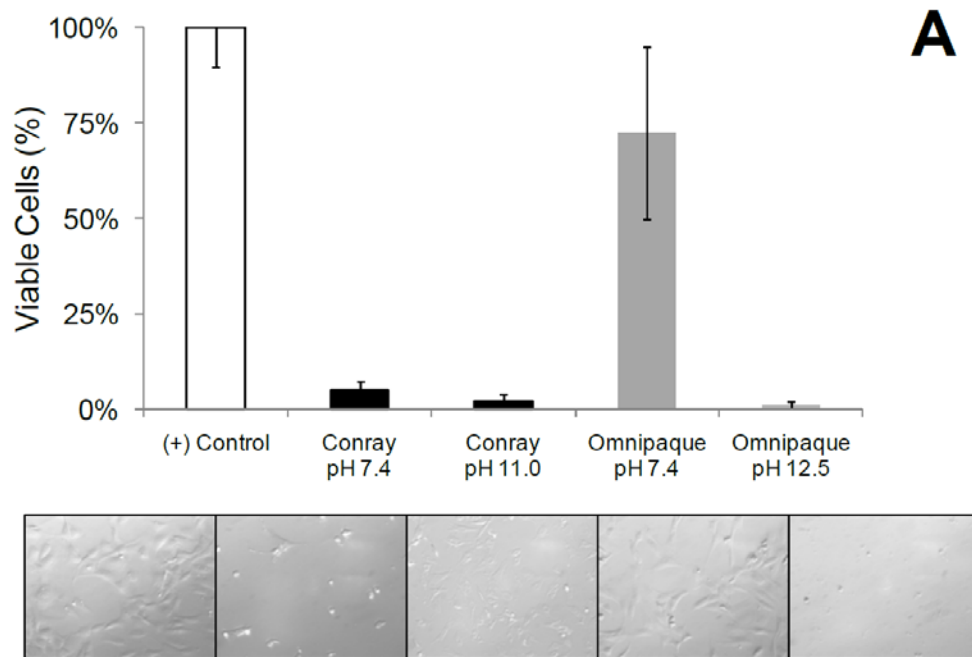 A
Viable Cells (%)
100%
75%
50%
25%
0%
(+) Control
Conray
pH 7.4
Conray
pH 11.0
Omnipaque
pH 7.4
Omnipaque
pH 12.5